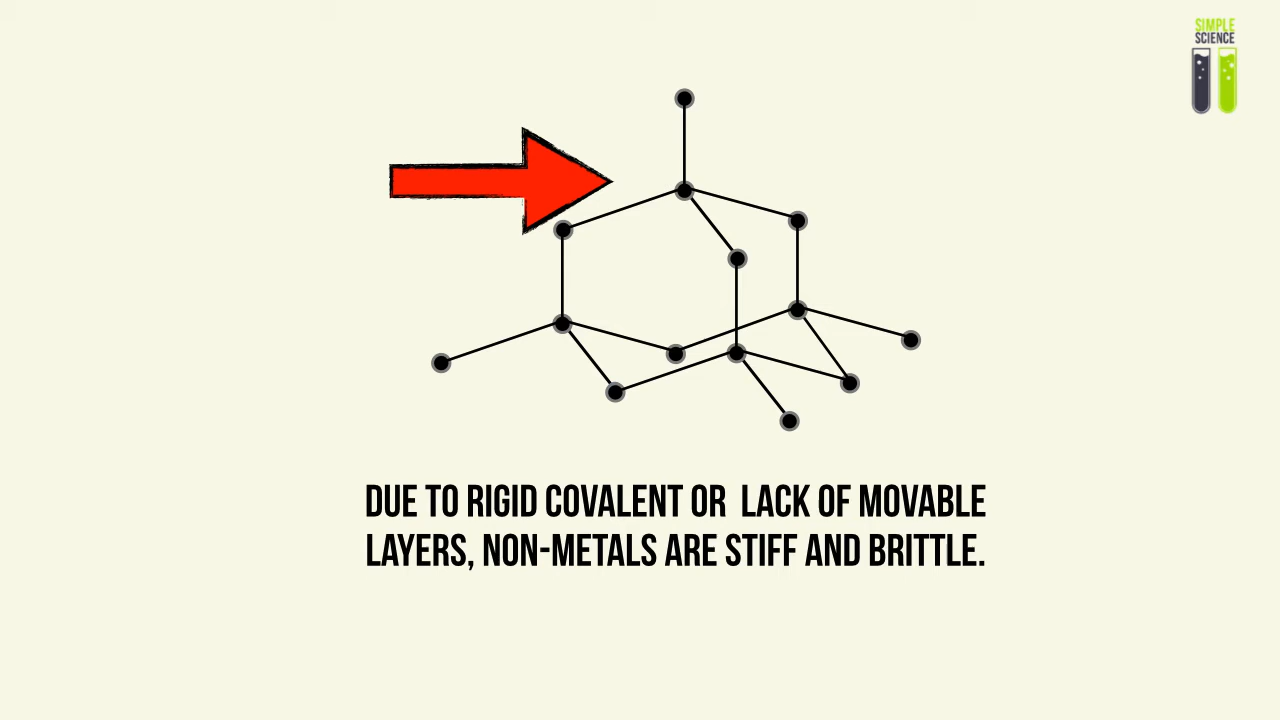 SIMPLE
SCIENCE
DUE TO RIGID COVALENT OR  LACK OF MOVABLE
LAYERS, NON-METALS ARE STIFF AND BRITTLE.